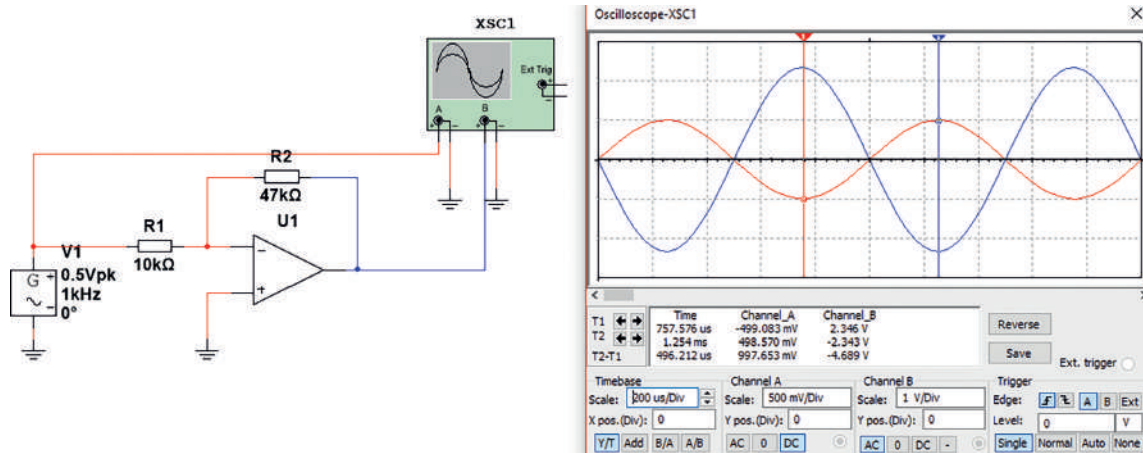 XSC1
Ext Trig
+
−
A
B
+ − + −
R2
47kΩ
U1
R1
10kΩ
V1
0.5Vpk
1kHz
0°
G
+
−
−
+
Oscilloscope-XSC1
Time Channel_A Channel_B
T1 757.576 us -499.083 mV 2.346 V
T2 1.254 ms 498.570 mV -2.343 V
T2-T1 496.212 us 997.653 mV -4.689 V
Reverse
Save
Ext. trigger
Timebase
Scale: 200 us/Div
X pos.(Div): 0
Y/T Add B/A A/B
Channel A
Scale: 500 mV/Div
Y pos.(Div): 0
AC 0 DC
Channel B
Scale: 1 V/Div
Y pos.(Div): 0
AC 0 DC -
Trigger
Edge: A B Ext
Level: 0 V
Single Normal Auto None